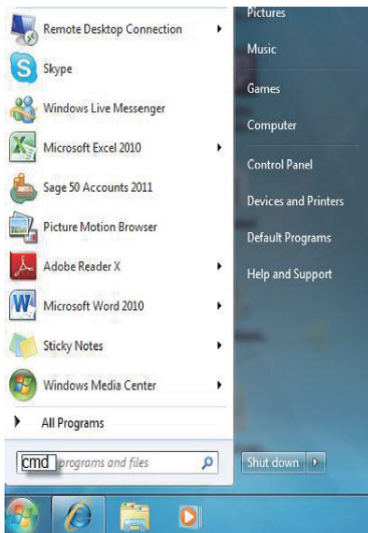 Remote Desktop Connection
Skype
Windows Live Messenger
Microsoft Excel 2010
Sage 50 Accounts 2011
Picture Motion Browser
Adobe Reader X
Microsoft Word 2010
Sticky Notes
Windows Media Center
All Programs
cmd programs and files
Pictures
Music
Games
Computer
Control Panel
Devices and Printers
Default Programs
Help and Support
Shut down